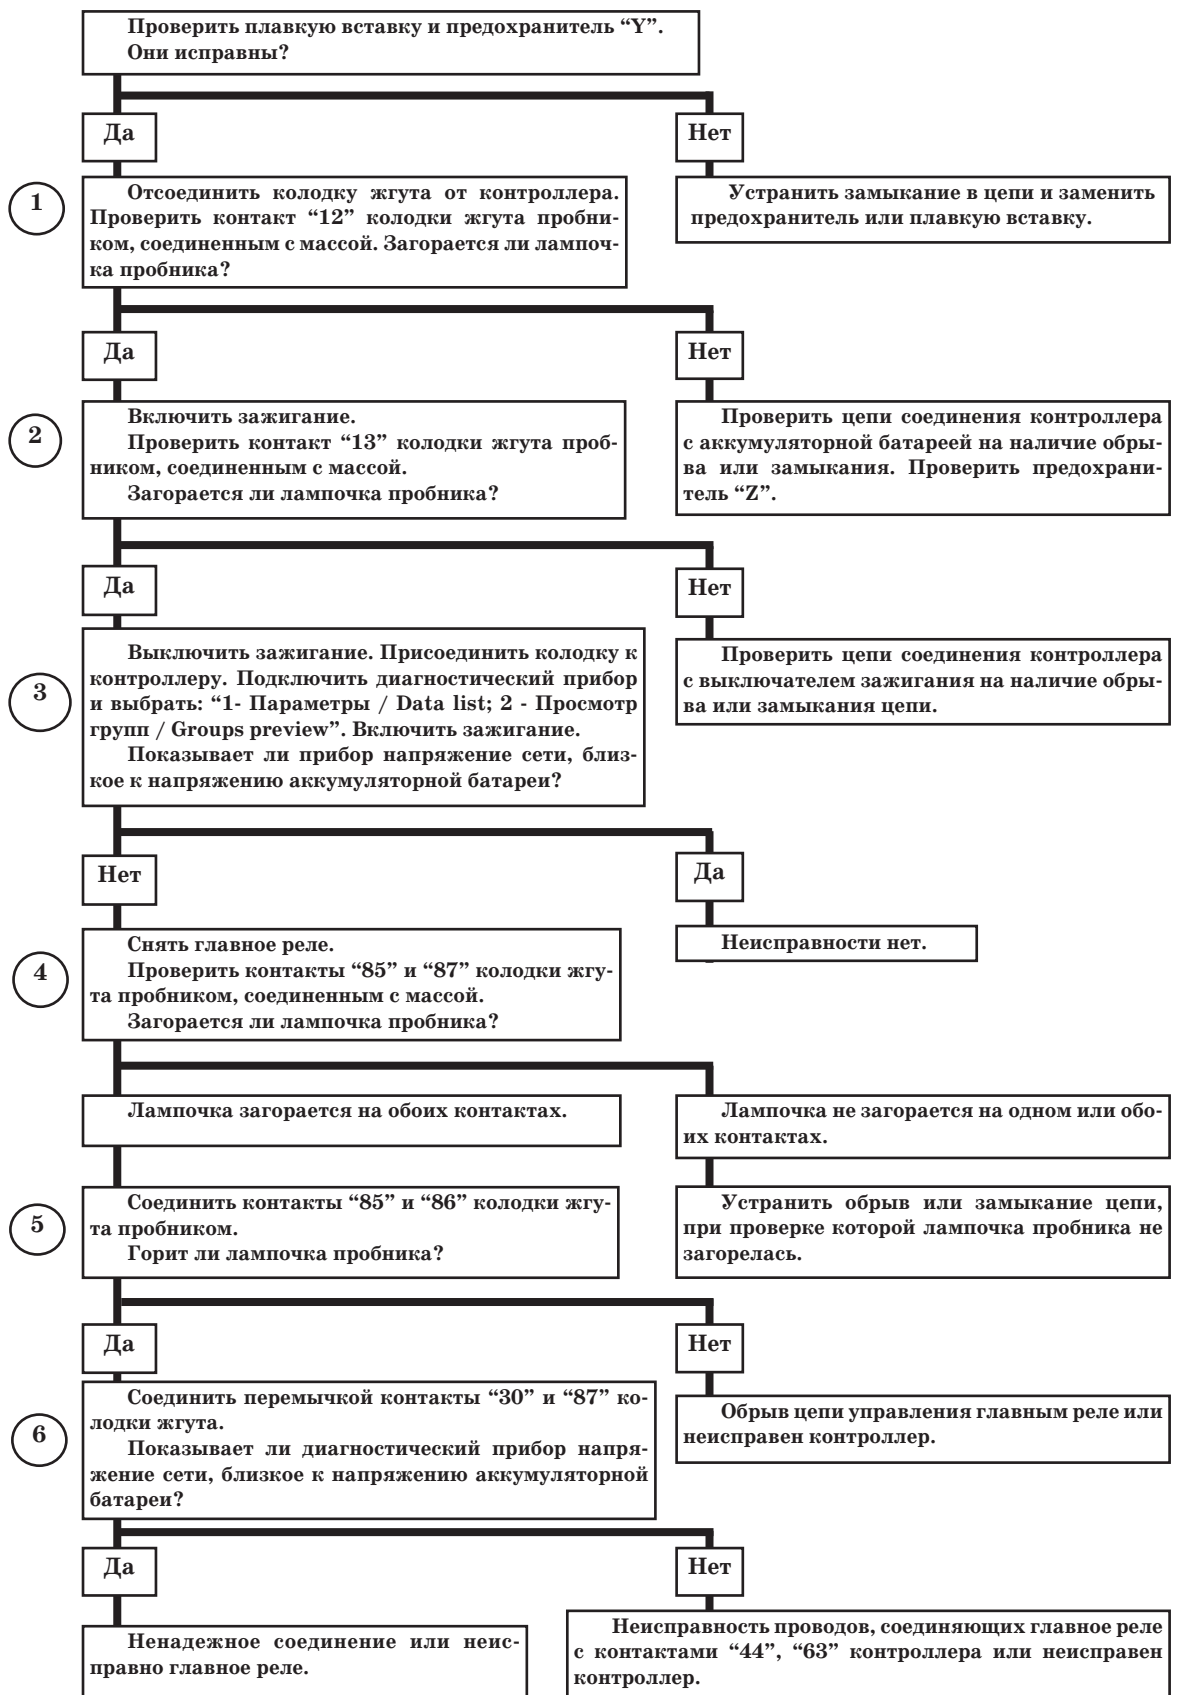 Проверить плавкую вставку и предохранитель “Y”.
Они исправны?
Да
Нет
1
Отсоединить колодку жгута от контроллера.
Проверить контакт “12” колодки жгута пробни-
ком, соединенным с массой. Загорается ли лампоч-
ка пробника?
Устранить замыкание в цепи и заменить
предохранитель или плавкую вставку.
Да
Нет
2
Включить зажигание.
Проверить контакт “13” колодки жгута проб-
ником, соединенным с массой.
Загорается ли лампочка пробника?
Проверить цепи соединения контроллера
с аккумуляторной батареей на наличие обры-
ва или замыкания. Проверить предохрани-
тель “Z”.
Да
Нет
3
Выключить зажигание. Присоединить колодку к
контроллеру. Подключить диагностический прибор
и выбрать: “1- Параметры / Data list; 2 - Просмотр
групп / Groups preview”. Включить зажигание.
Показывает ли прибор напряжение сети, близ-
кое к напряжению аккумуляторной батареи?
Проверить цепи соединения контроллера
с выключателем зажигания на наличие обры-
ва или замыкания цепи.
Нет
Да
4
Снять главное реле.
Проверить контакты “85” и “87” колодки жгу-
та пробником, соединенным с массой.
Загорается ли лампочка пробника?
Неисправности нет.
Лампочка загорается на обоих контактах.
Лампочка не загорается на одном или обо-
их контактах.
5
Соединить контакты “85” и “86” колодки жгу-
та пробником.
Горит ли лампочка пробника?
Устранить обрыв или замыкание цепи,
при проверке которой лампочка пробника не
загорелась.
Да
Нет
6
Соединить перемычкой контакты “30” и “87” ко-
лодки жгута.
Показывает ли диагностический прибор напря-
жение сети, близкое к напряжению аккумуляторной
батареи?
Обрыв цепи управления главным реле или
неисправен контроллер.
Да
Нет
Ненадежное соединение или неис-
правно главное реле.
Неисправность проводов, соединяющих главное реле
с контактами “44”, “63” контроллера или неисправен
контроллер.